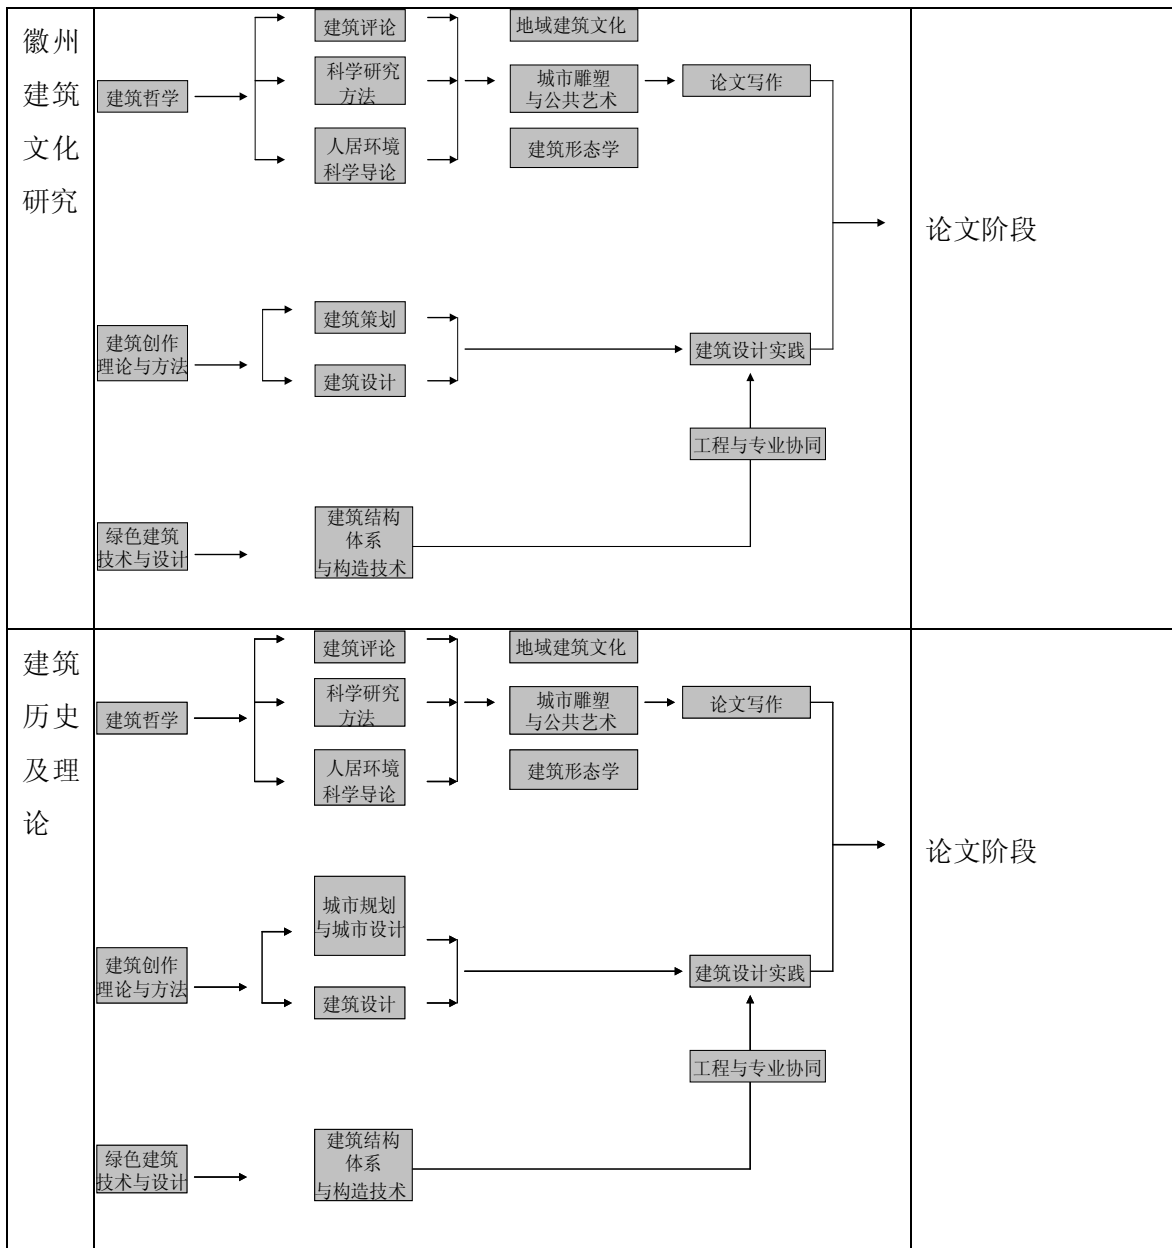 徽州
建筑
文化
研究
建筑哲学
建筑评论
科学研究
方法
人居环境
科学导论
地域建筑文化
城市雕塑
与公共艺术
建筑形态学
论文写作
建筑创作
理论与方法
建筑策划
建筑设计
建筑设计实践
工程与专业协同
绿色建筑
技术与设计
建筑结构
体系
与构造技术
论文阶段
建筑
历史
及理
论
建筑哲学
建筑评论
科学研究
方法
人居环境
科学导论
地域建筑文化
城市雕塑
与公共艺术
建筑形态学
论文写作
建筑创作
理论与方法
城市规划
与城市设计
建筑设计
建筑设计实践
工程与专业协同
绿色建筑
技术与设计
建筑结构
体系
与构造技术
论文阶段